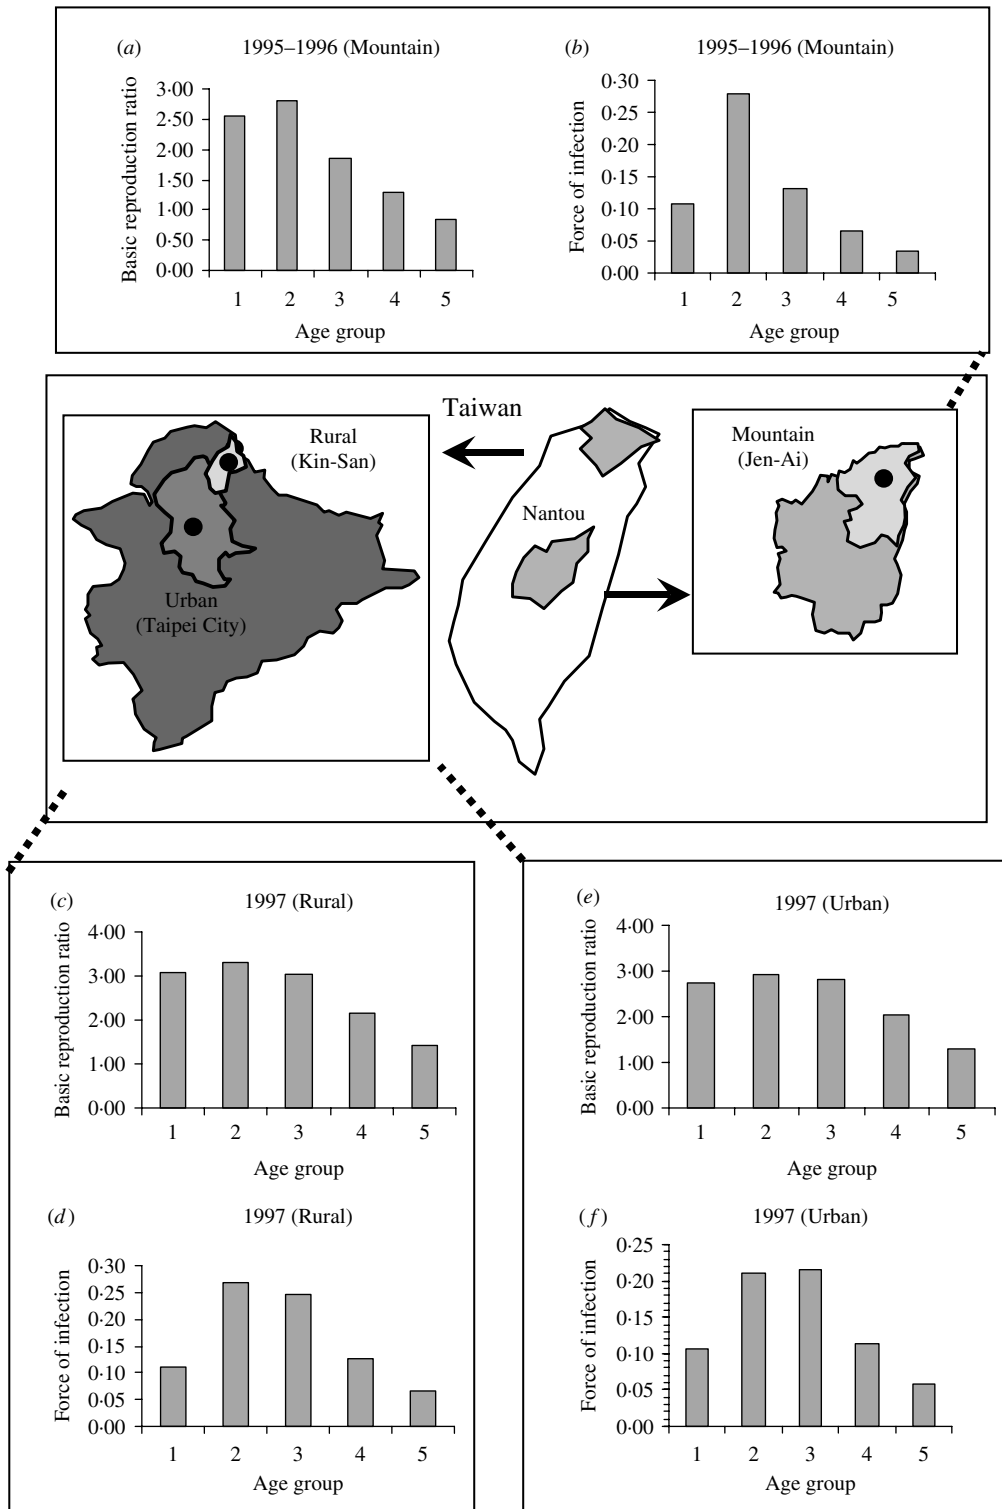 (a) 1995–1996 (Mountain)
Basic reproduction ratio
3·00
2·50
2·00
1·50
1·00
0·50
0·00
1 2 3 4 5
Age group
(b) 1995–1996 (Mountain)
Force of infection
0·30
0·25
0·20
0·15
0·10
0·05
0·00
1 2 3 4 5
Age group
Taiwan
Rural
(Kin-San)
Urban
(Taipei City)
Nantou
Mountain
(Jen-Ai)
(c) 1997 (Rural)
Basic reproduction ratio
4·00
3·00
2·00
1·00
0·00
1 2 3 4 5
Age group
(d) 1997 (Rural)
Force of infection
0·30
0·25
0·20
0·15
0·10
0·05
0·00
1 2 3 4 5
Age group
(e) 1997 (Urban)
Basic reproduction ratio
4·00
3·00
2·00
1·00
0·00
1 2 3 4 5
Age group
(f) 1997 (Urban)
Force of infection
0·25
0·20
0·15
0·10
0·05
0·00
1 2 3 4 5
Age group